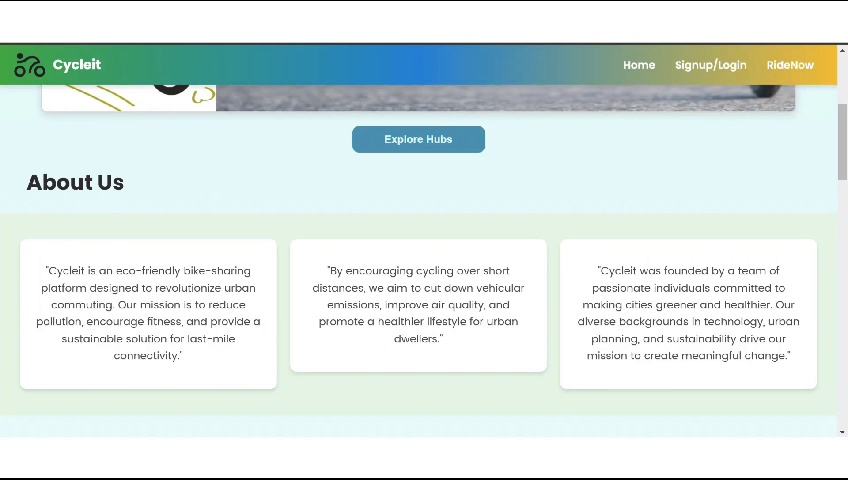 Cycleit
Home Signup/Login RideNow
Explore Hubs
About Us
"Cycleit is an eco-friendly bike-sharing
platform designed to revolutionize urban
commuting. Our mission is to reduce
pollution, encourage fitness, and provide a
sustainable solution for last-mile
connectivity."
"By encouraging cycling over short
distances, we aim to cut down vehicular
emissions, improve air quality, and
promote a healthier lifestyle for urban
dwellers."
"Cycleit was founded by a team of
passionate individuals committed to
making cities greener and healthier. Our
diverse backgrounds in technology, urban
planning, and sustainability drive our
mission to create meaningful change."